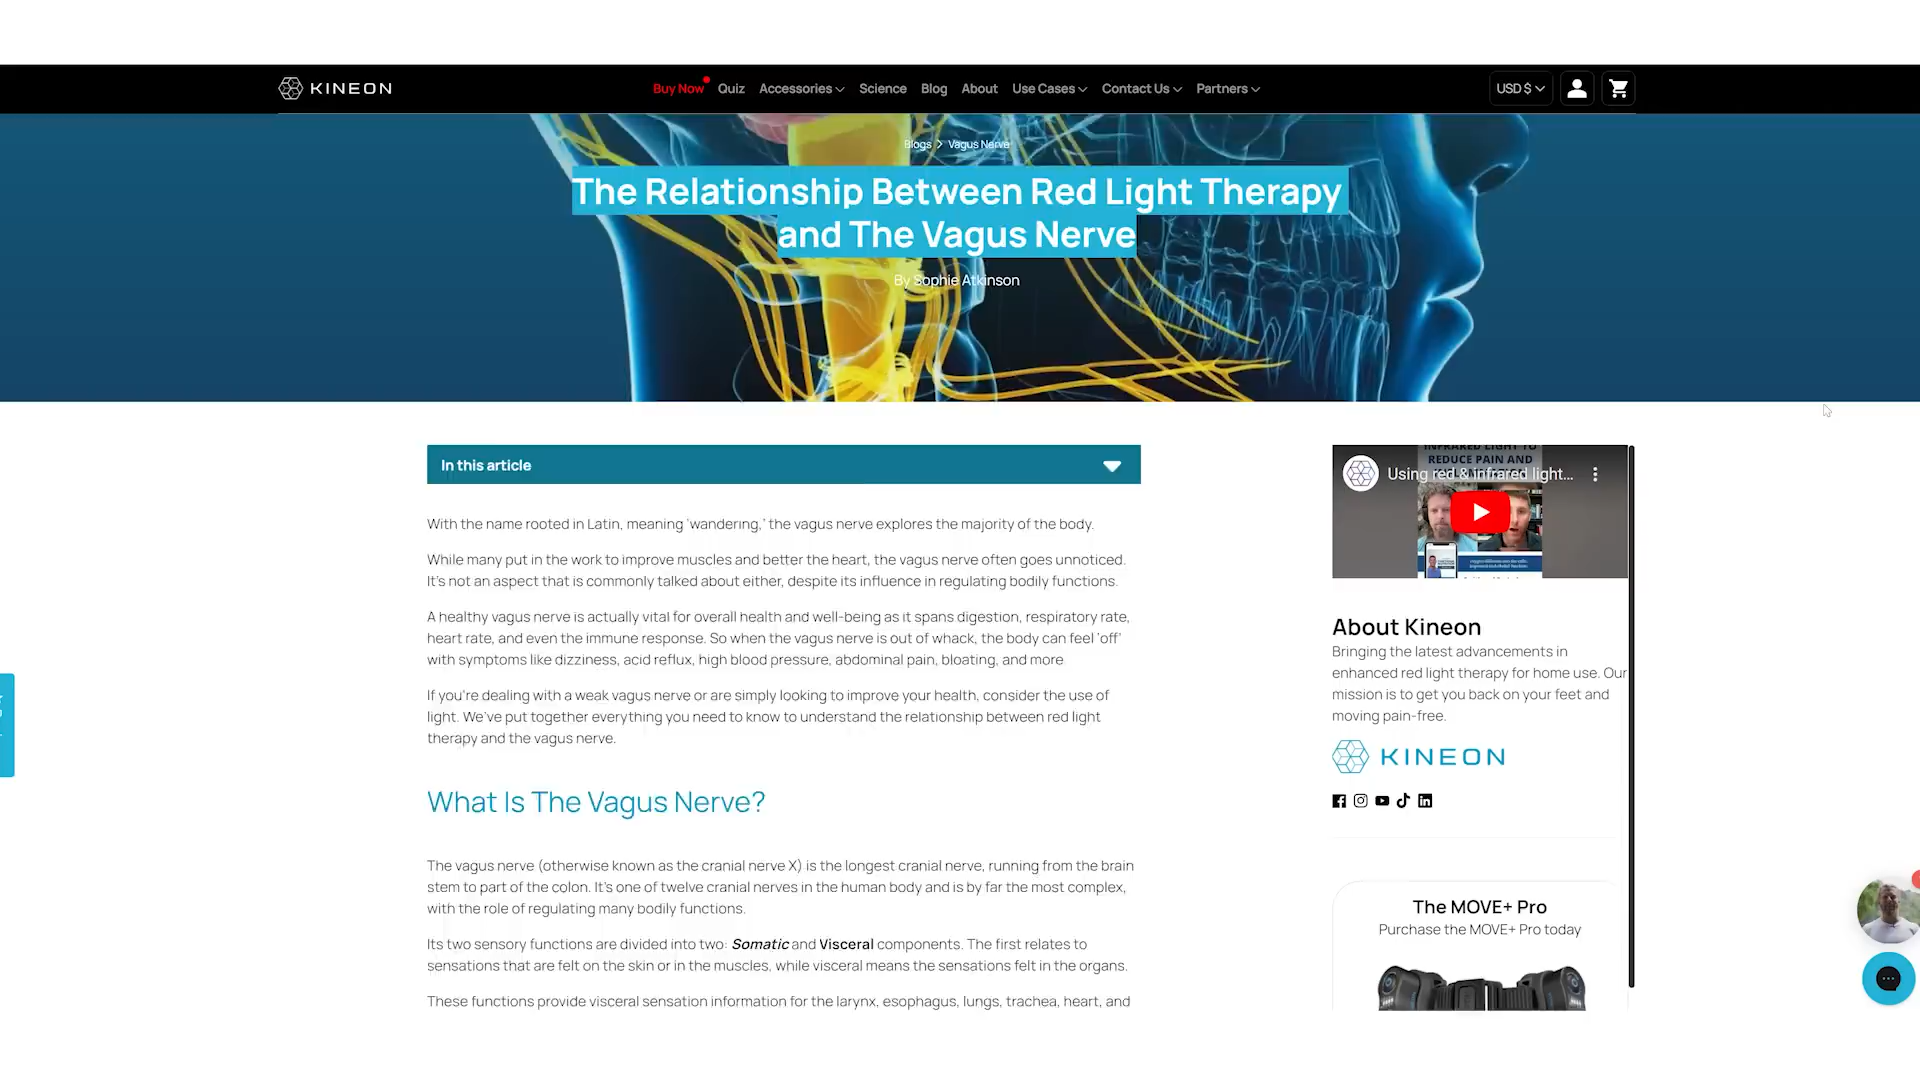 KINEON
Buy Now
Quiz
Accessories
Science
Blog
About
Use Cases
Contact Us
Partners
USD $
Blogs > Vagus Nerve
The Relationship Between Red Light Therapy
and The Vagus Nerve
By Sophie Atkinson
In this article
With the name rooted in Latin, meaning ‘wandering,’ the vagus nerve explores the majority of the body.
While many put in the work to improve muscles and better the heart, the vagus nerve often goes unnoticed.
It’s not an aspect that is commonly talked about either, despite its influence in regulating bodily functions.
A healthy vagus nerve is actually vital for overall health and well-being as it spans digestion, respiratory rate,
heart rate, and even the immune response. So when the vagus nerve is out of whack, the body can feel ‘off’
with symptoms like dizziness, acid reflux, high blood pressure, abdominal pain, bloating, and more
If you’re dealing with a weak vagus nerve or are simply looking to improve your health, consider the use of
light. We’ve put together everything you need to know to understand the relationship between red light
therapy and the vagus nerve.
What Is The Vagus Nerve?
The vagus nerve (otherwise known as the cranial nerve X) is the longest cranial nerve, running from the brain
stem to part of the colon. It’s one of twelve cranial nerves in the human body and is by far the most complex,
with the role of regulating many bodily functions.
Its two sensory functions are divided into two: Somatic and Visceral components. The first relates to
sensations that are felt on the skin or in the muscles, while visceral means the sensations felt in the organs.
These functions provide visceral sensation information for the larynx, esophagus, lungs, trachea, heart, and
INFRARED LIGHT TO
REDUCE PAIN AND
Using red & infrared light...
About Kineon
Bringing the latest advancements in
enhanced red light therapy for home use. Our
mission is to get you back on your feet and
moving pain-free.
KINEON
The MOVE+ Pro
Purchase the MOVE+ Pro today